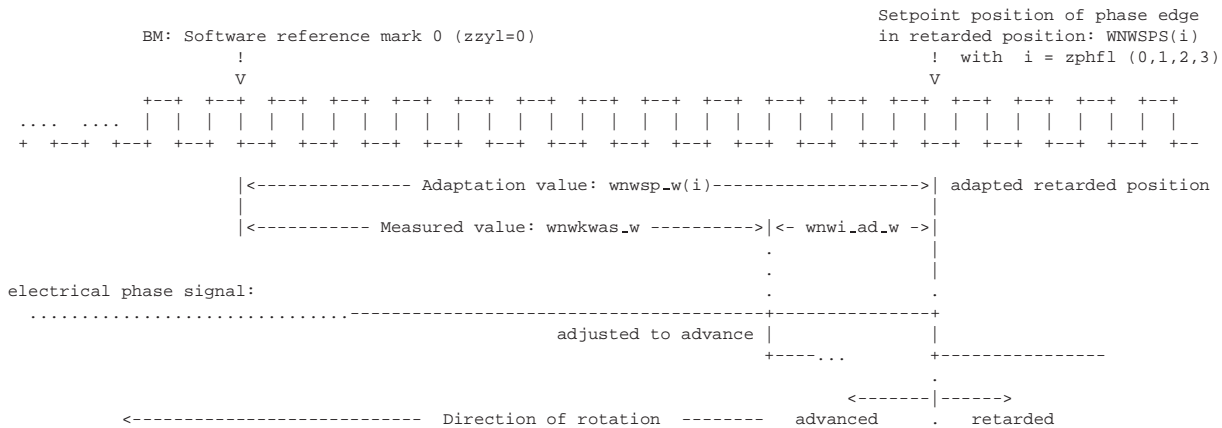 Setpoint position of phase edge
BM: Software reference mark 0 (zzyl=0) in retarded position: WNWSPS(i)
! ! with i = zphfl (0,1,2,3)
V V
+--+ +--+ +--+ +--+ +--+ +--+ +--+ +--+ +--+ +--+ +--+ +--+ +--+ +--+ +--+ +--+ +--+
.... .... | | | | | | | | | | | | | | | | | | | | | | | | | | | | | | | | | |
+ +--+ +--+ +--+ +--+ +--+ +--+ +--+ +--+ +--+ +--+ +--+ +--+ +--+ +--+ +--+ +--+ +--+ +--
|<--------------- Adaptation value: wnwsp_w(i)-------------------->| adapted retarded position
| |
|<----------- Measured value: wnwkwas_w ---------->|<- wnwi_ad_w ->|
. |
. |
electrical phase signal: . .
...............................----------------------------------------+---------------+
adjusted to advance | |
+----... +----------------
.
<-------|------>
<---------------------------- Direction of rotation -------- advanced . retarded